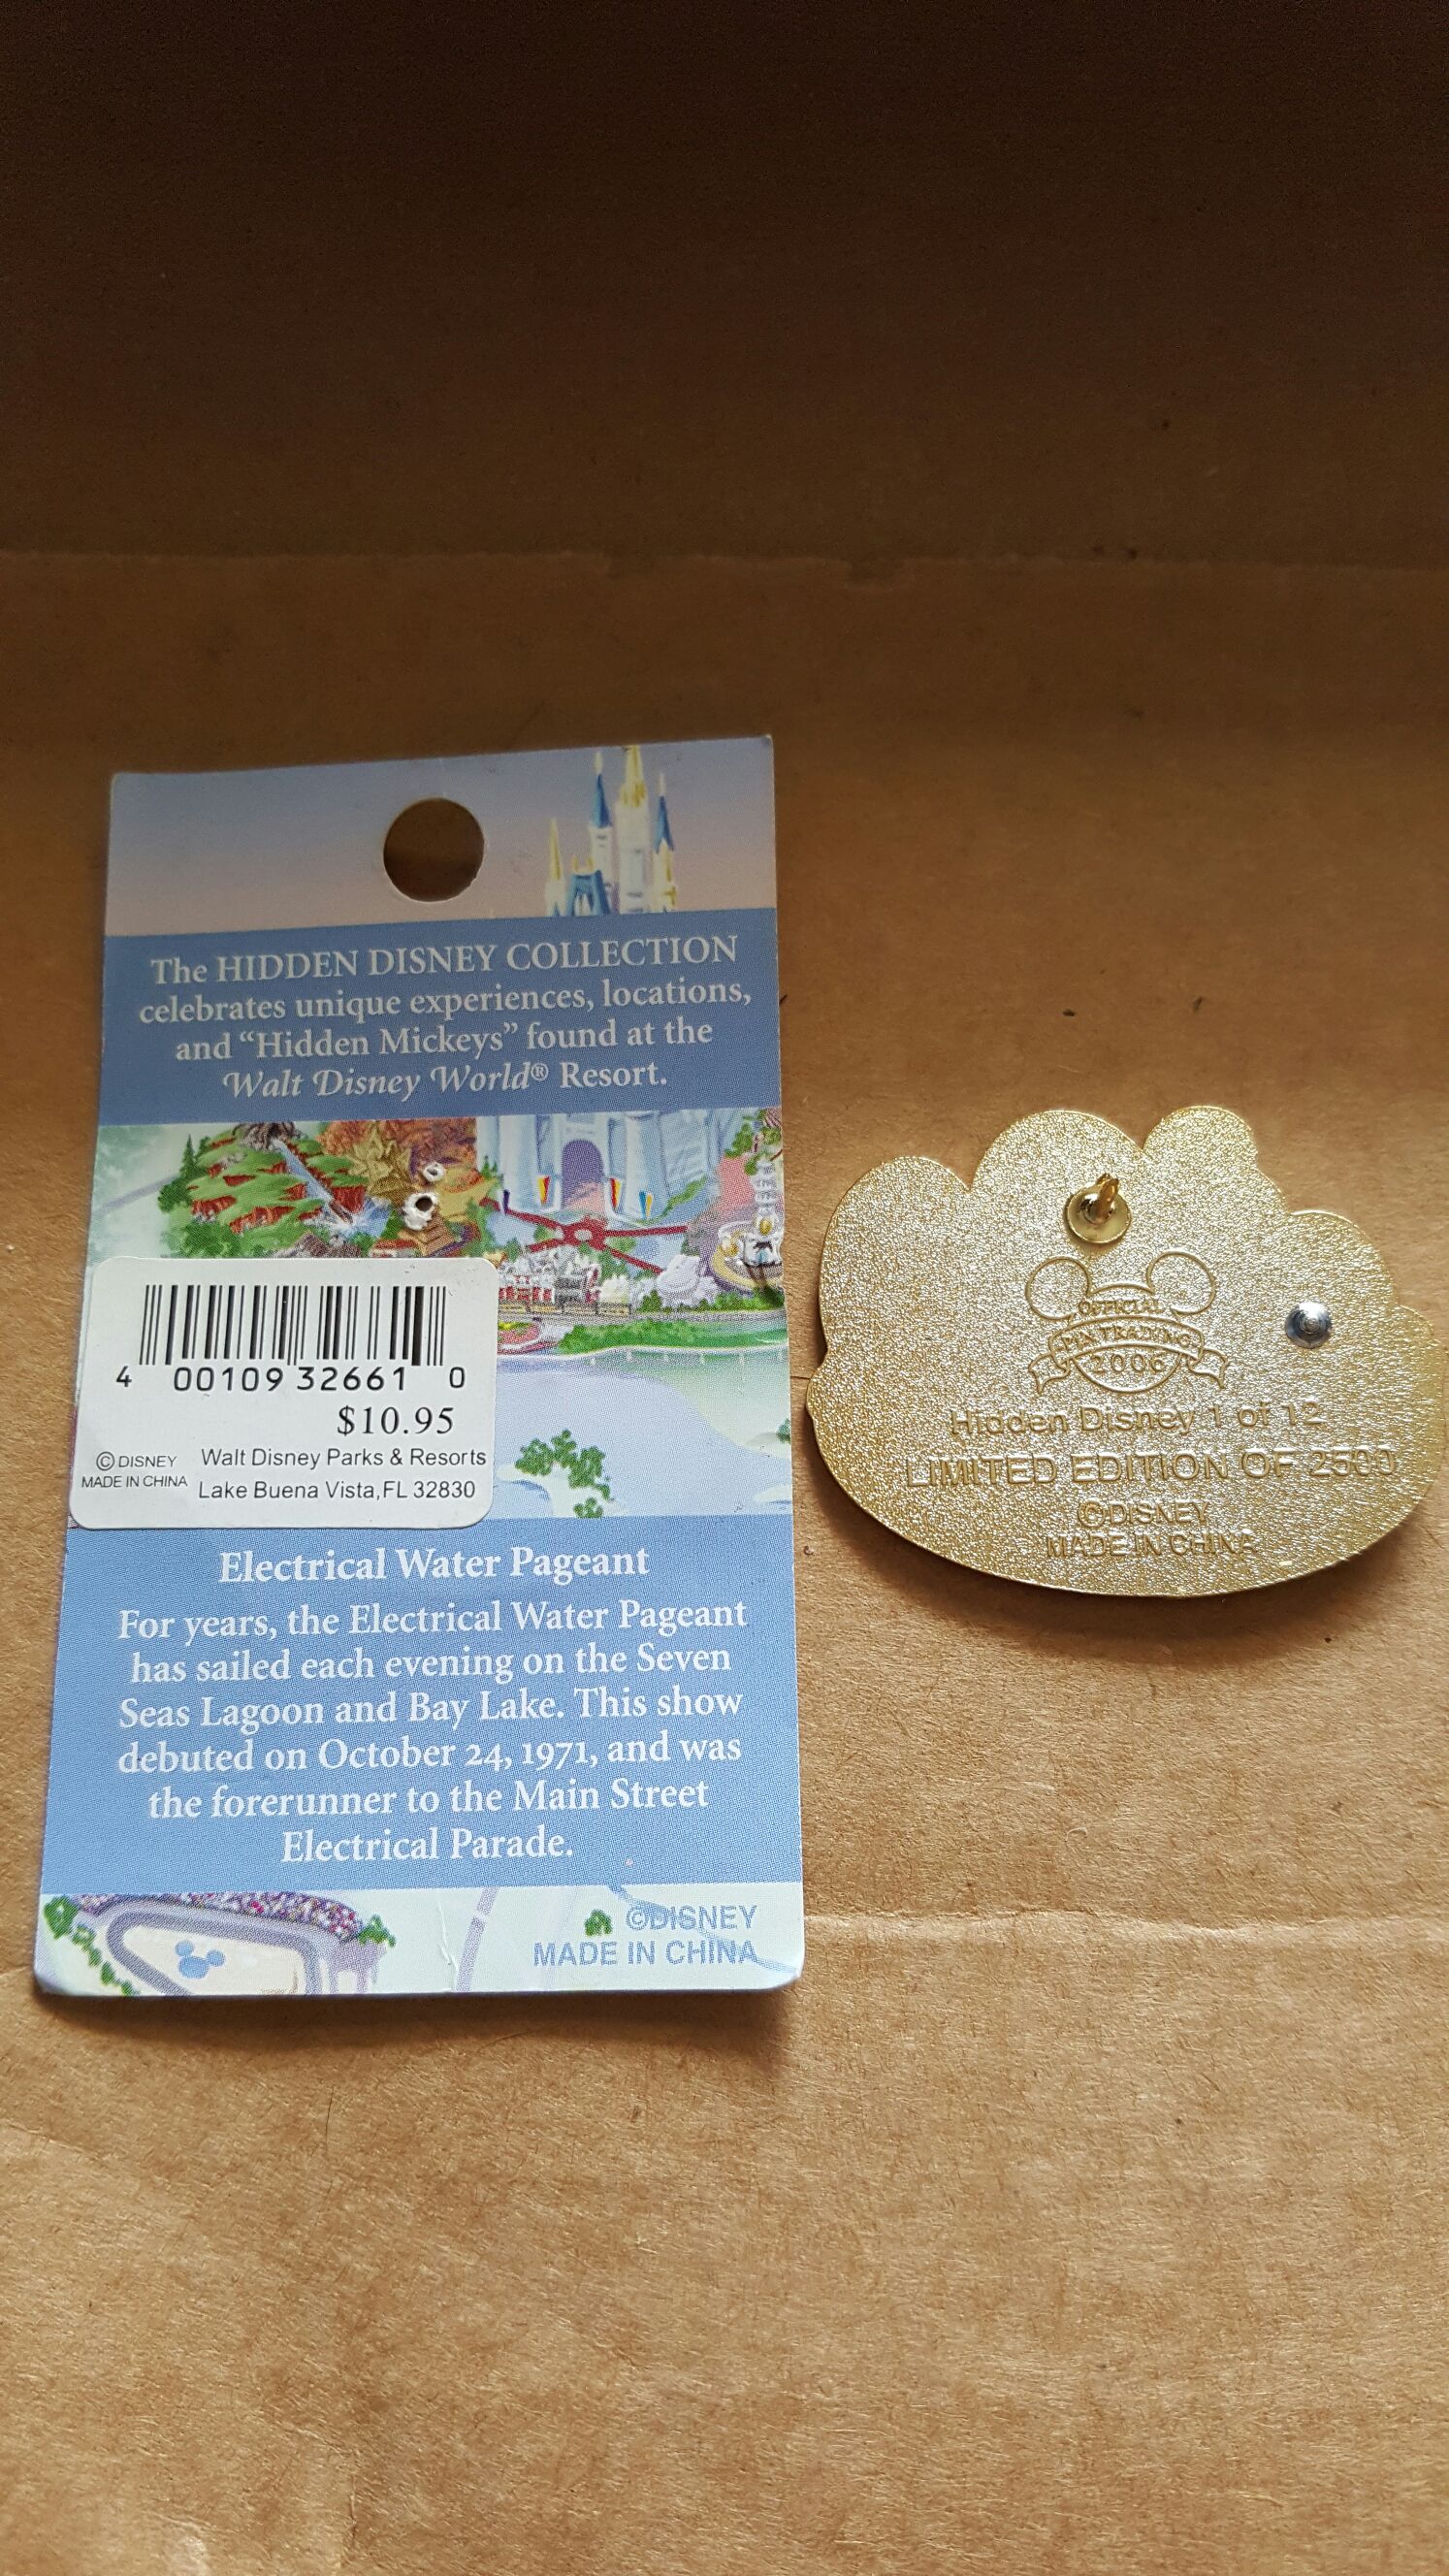 The HIDDEN DISNEY COLLECTION
celebrates unique experiences, locations,
and “Hidden Mickeys” found at the
Walt Disney World® Resort.
4 00109 32661 0
$10.95
© DISNEY
MADE IN CHINA
Walt Disney Parks & Resorts
Lake Buena Vista, FL 32830
Electrical Water Pageant
For years, the Electrical Water Pageant
has sailed each evening on the Seven
Seas Lagoon and Bay Lake. This show
debuted on October 24, 1971, and was
the forerunner to the Main Street
Electrical Parade.
©DISNEY
MADE IN CHINA
OFFICIAL
PIN TRADING
2006
Hidden Disney 1 of 12
LIMITED EDITION OF 2500
©DISNEY
MADE IN CHINA